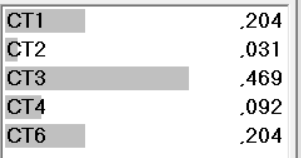 CT1 ,204
CT2 ,031
CT3 ,469
CT4 ,092
CT6 ,204